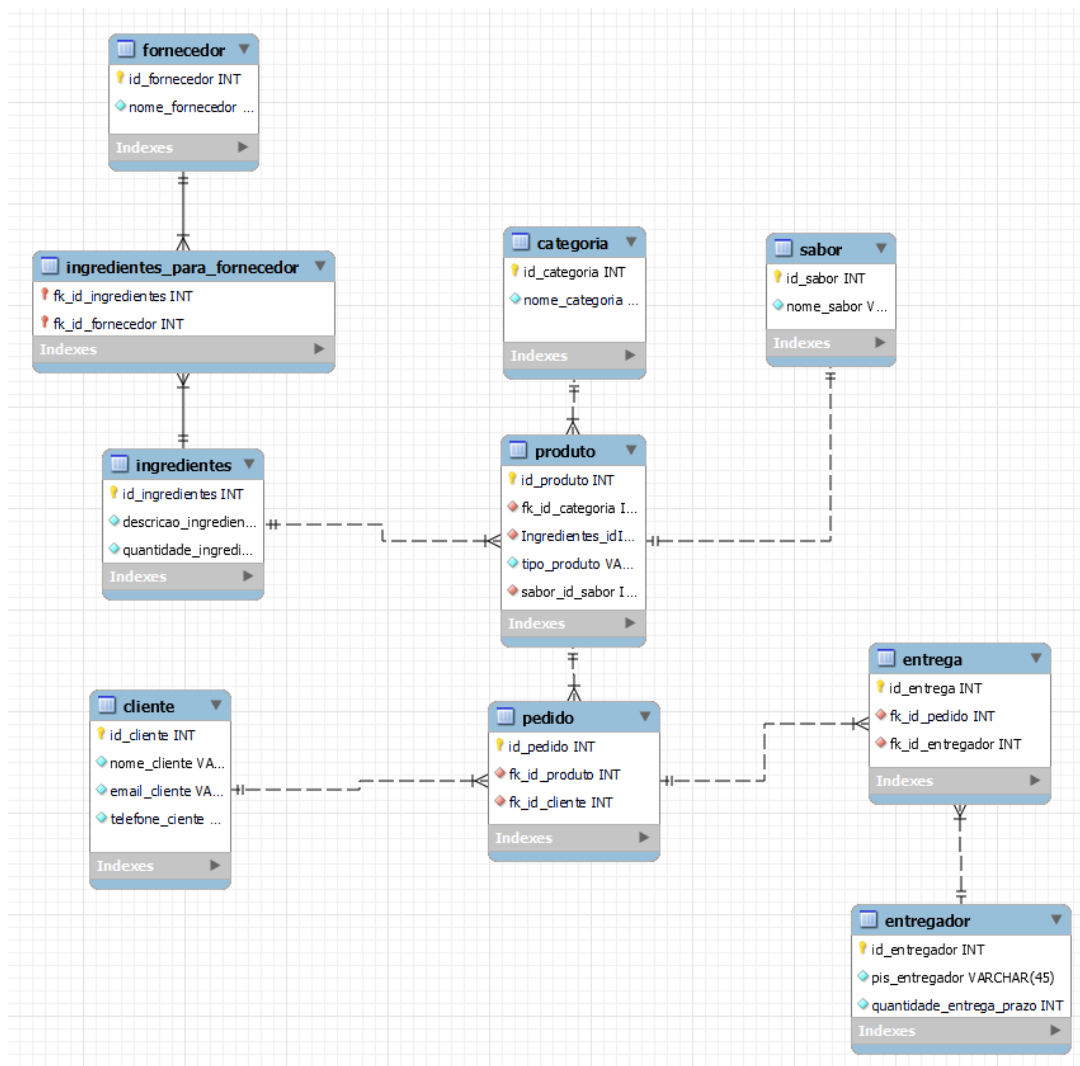 fornecedor
id_fornecedor INT
nome_fornecedor ...
Indexes
ingredientes_para_fornecedor
fk_id_ingredientes INT
fk_id_fornecedor INT
Indexes
categoria
id_categoria INT
nome_categoria ...
Indexes
sabor
id_sabor INT
nome_sabor V...
Indexes
ingredientes
id_ingredientes INT
descricao_ingredien...
quantidade_ingredi...
Indexes
produto
id_produto INT
fk_id_categoria I...
Ingredientes_idI...
tipo_produto VA...
sabor_id_sabor I...
Indexes
cliente
id_cliente INT
nome_cliente VA...
email_cliente VA...
telefone_ciente ...
Indexes
pedido
id_pedido INT
fk_id_produto INT
fk_id_cliente INT
Indexes
entrega
id_entrega INT
fk_id_pedido INT
fk_id_entregador INT
Indexes
entregador
id_entregador INT
pis_entregador VARCHAR(45)
quantidade_entrega_prazo INT
Indexes